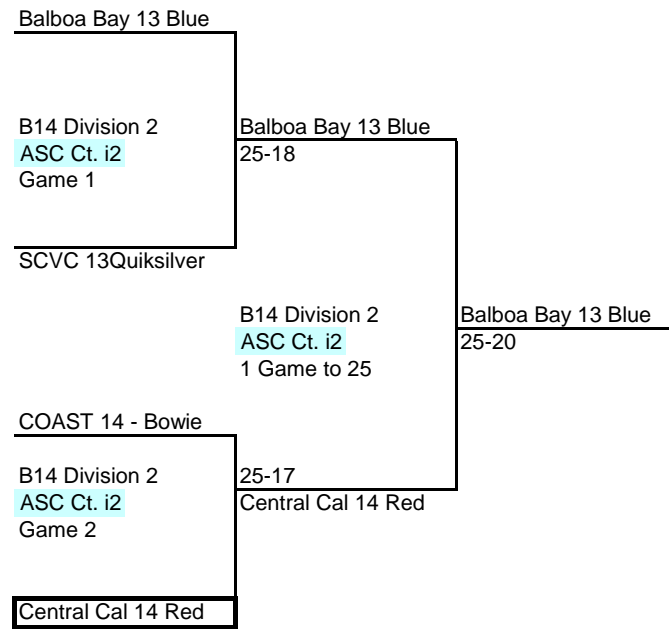 Balboa Bay 13 Blue
B14 Division 2
ASC Ct. i2
Game 1
Balboa Bay 13 Blue
25-18
SCVC 13Quiksilver
B14 Division 2
ASC Ct. i2
1 Game to 25
Balboa Bay 13 Blue
25-20
COAST 14 - Bowie
B14 Division 2
ASC Ct. i2
Game 2
25-17
Central Cal 14 Red
Central Cal 14 Red